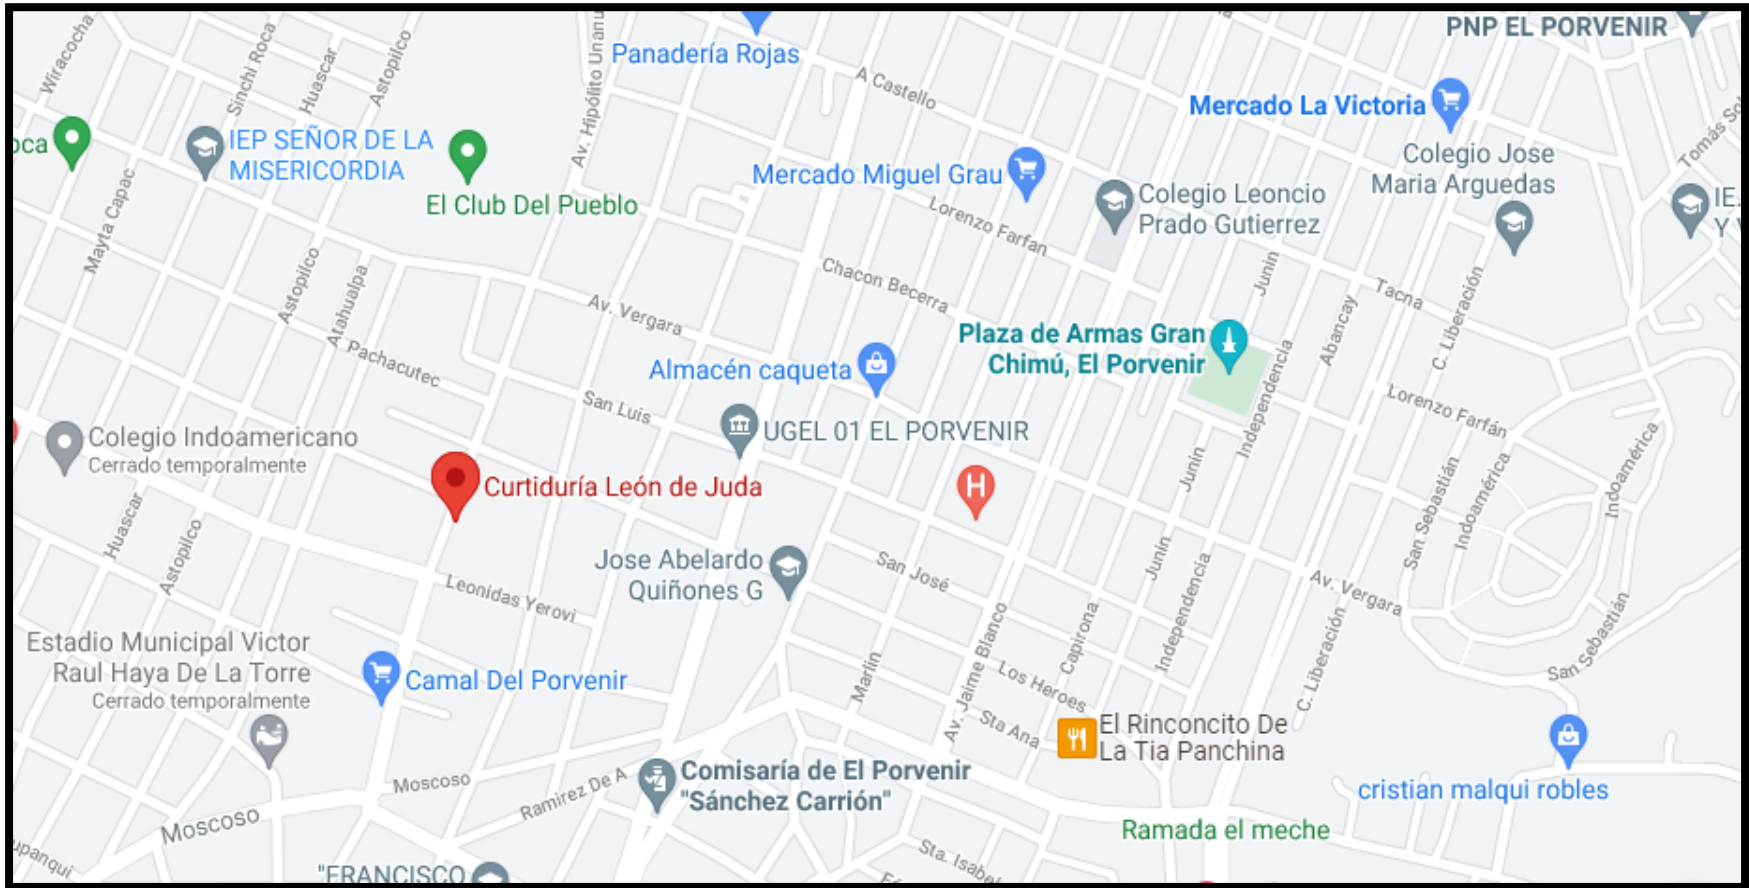 PNP EL PORVENIR
Panadería Rojas
Wiracocha
Sinchi Roca
Huascar
Astopilco
Av. Hipólito Unanu
A Castello
Mercado La Victoria
Tomás So
oca
IEP SEÑOR DE LA
MISERICORDIA
El Club Del Pueblo
Mercado Miguel Grau
Colegio Jose
Maria Arguedas
Colegio Leoncio
Prado Gutierrez
IE.
Y
Mayta Capac
Lorenzo Farfan
Astopilco
Atahualpa
Chacon Becerra
Junin
Tacna
C. Liberación
Av. Vergara
Abancay
Plaza de Armas Gran
Chimú, El Porvenir
Independencia
Pachacutec
Almacén caqueta
San Luis
Lorenzo Farfán
UGEL 01 EL PORVENIR
Colegio Indoamericano
Cerrado temporalmente
Curtiduría León de Juda
H
Junin
San Sebastián
Indoamérica
Indoamérica
Huascar
Astopilco
Jose Abelardo
Quiñones G
San José
Junin
Independencia
Av. Vergara
Leonidas Yerovi
Estadio Municipal Victor
Raul Haya De La Torre
Cerrado temporalmente
Camal Del Porvenir
Marlin
Av. Jaime Blanco
Capirona
Los Heroes
C. Liberación
San Sebastián
Sta Ana
El Rinconcito De
La Tia Panchina
Moscoso
Ramirez De A
Comisaría de El Porvenir
"Sánchez Carrión"
cristian malqui robles
Moscoso
Ramada el meche
upanqui
"FRANCISCO
Sta. Isabel